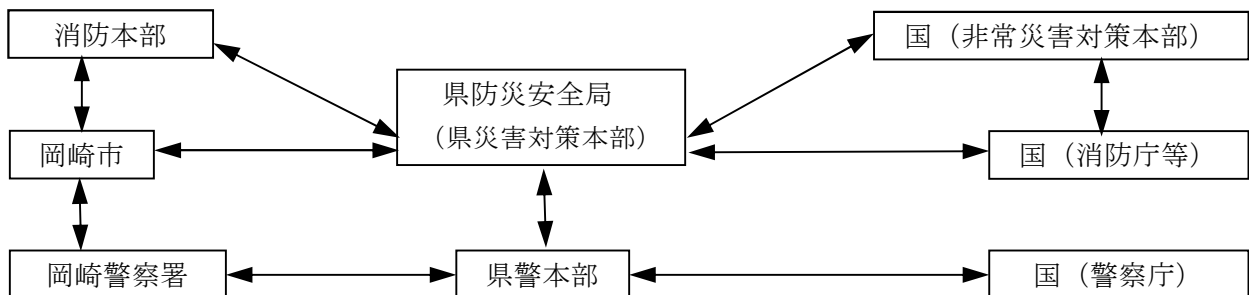 消防本部
国（非常災害対策本部）
県防災安全局
（県災害対策本部）
岡崎市
国（消防庁等）
岡崎警察署
県警本部
国（警察庁）